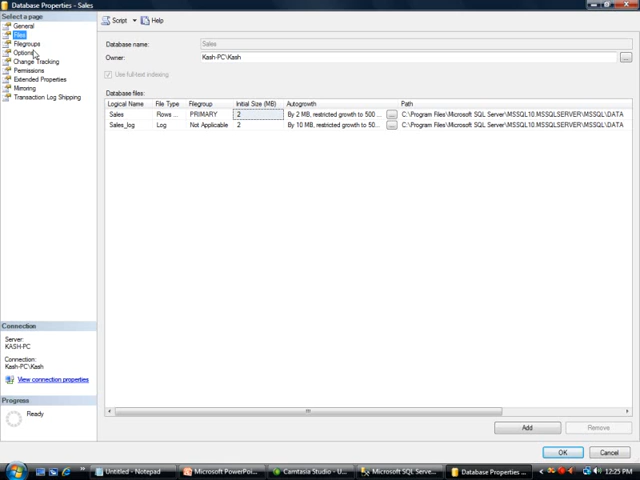 Database Properties - Sales
Select a page
General
Files
Filegroups
Options
Change Tracking
Permissions
Extended Properties
Mirroring
Transaction Log Shipping
Script
Help
Database name:
Sales
Owner:
Kash-PC\Kash
...
Use full-text indexing
Database files:
Logical Name File Type Filegroup Initial Size (MB) Autogrowth Path
Sales Rows ... PRIMARY 2 By 2 MB, restricted growth to 500 ... ... C:\Program Files\Microsoft SQL Server\MSSQL10.MSSQLSERVER\MSSQL\DATA
Sales_log Log Not Applicable 2 By 10 MB, restricted growth to 50... ... C:\Program Files\Microsoft SQL Server\MSSQL10.MSSQLSERVER\MSSQL\DATA
Connection
Server:
KASH-PC
Connection:
Kash-PC\Kash
View connection properties
Progress
Ready
Add
Remove
OK
Cancel
Untitled - Notepad
Microsoft PowerPoi...
Camtasia Studio - U...
Microsoft SQL Serve...
Database Properties ...
12:25 PM